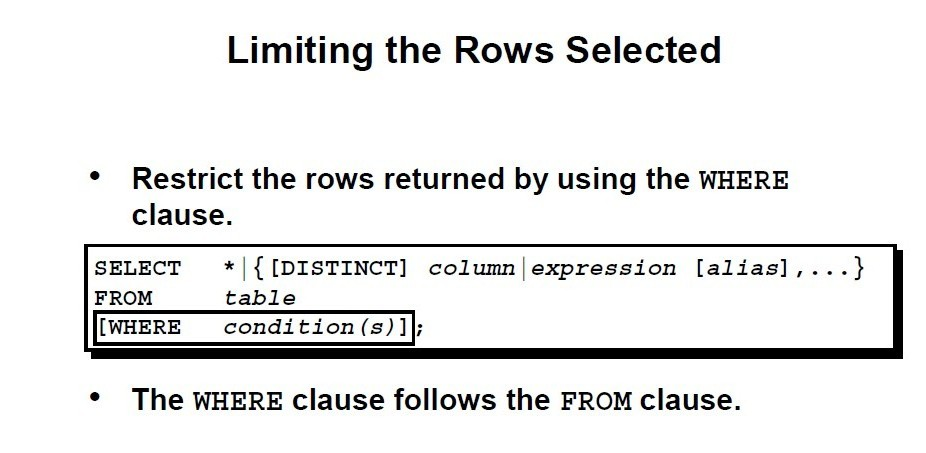 Limiting the Rows Selected
• Restrict the rows returned by using the WHERE
clause.
SELECT *|{[DISTINCT] column|expression [alias],...}
FROM table
[WHERE condition(s)];
• The WHERE clause follows the FROM clause.